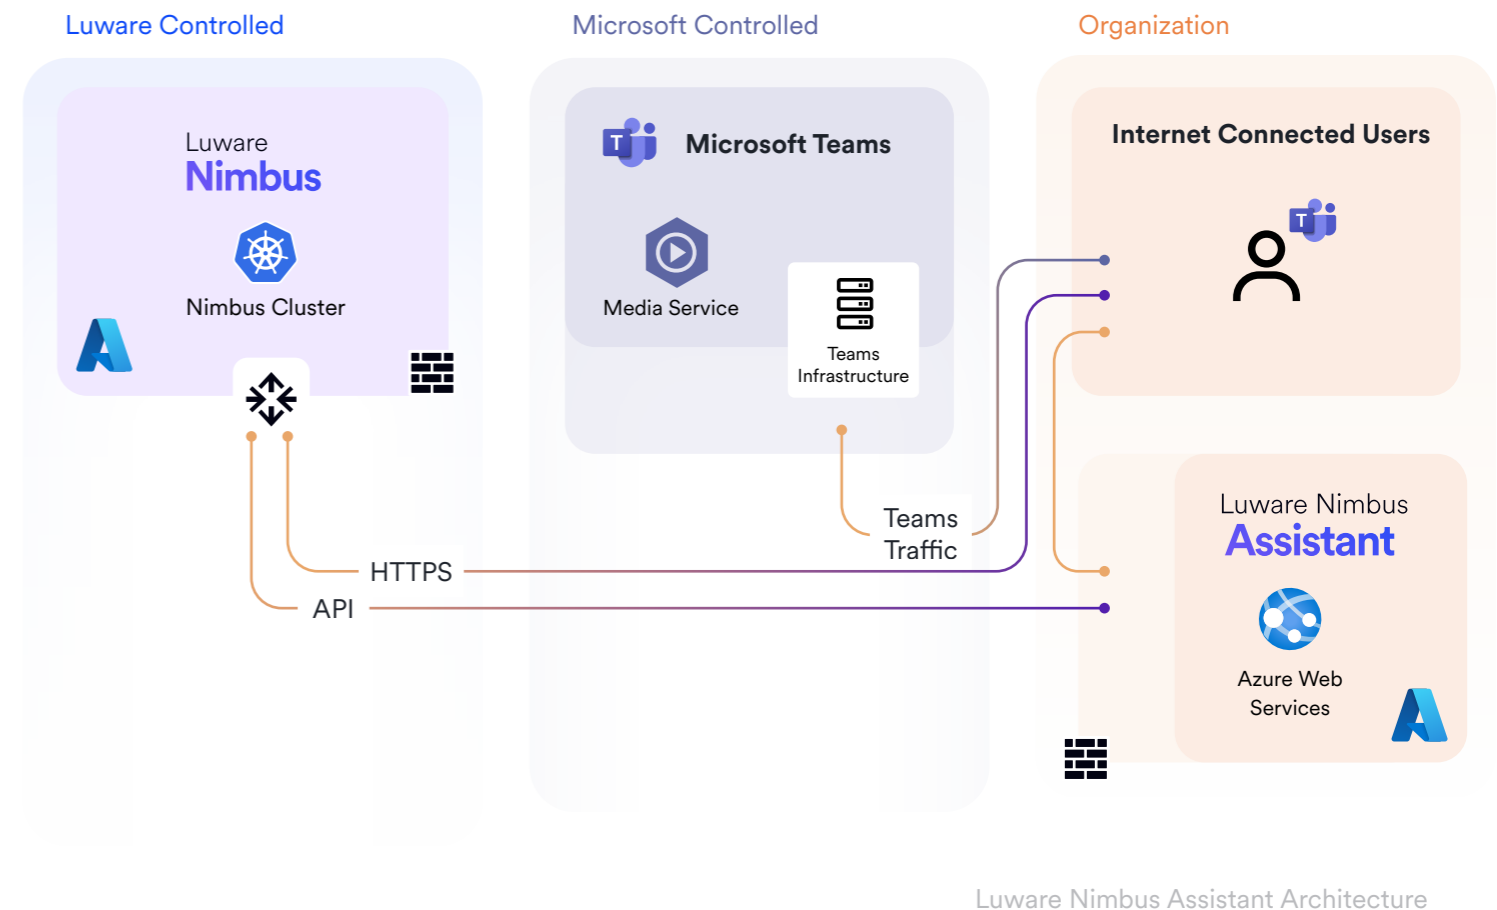 Luware Controlled
Microsoft Controlled
Organization
Luware
Nimbus
Nimbus Cluster
T
Microsoft Teams
Media Service
Teams
Infrastructure
Internet Connected Users
T
Teams
Traffic
HTTPS
API
Luware Nimbus
Assistant
Azure Web
Services
Luware Nimbus Assistant Architecture